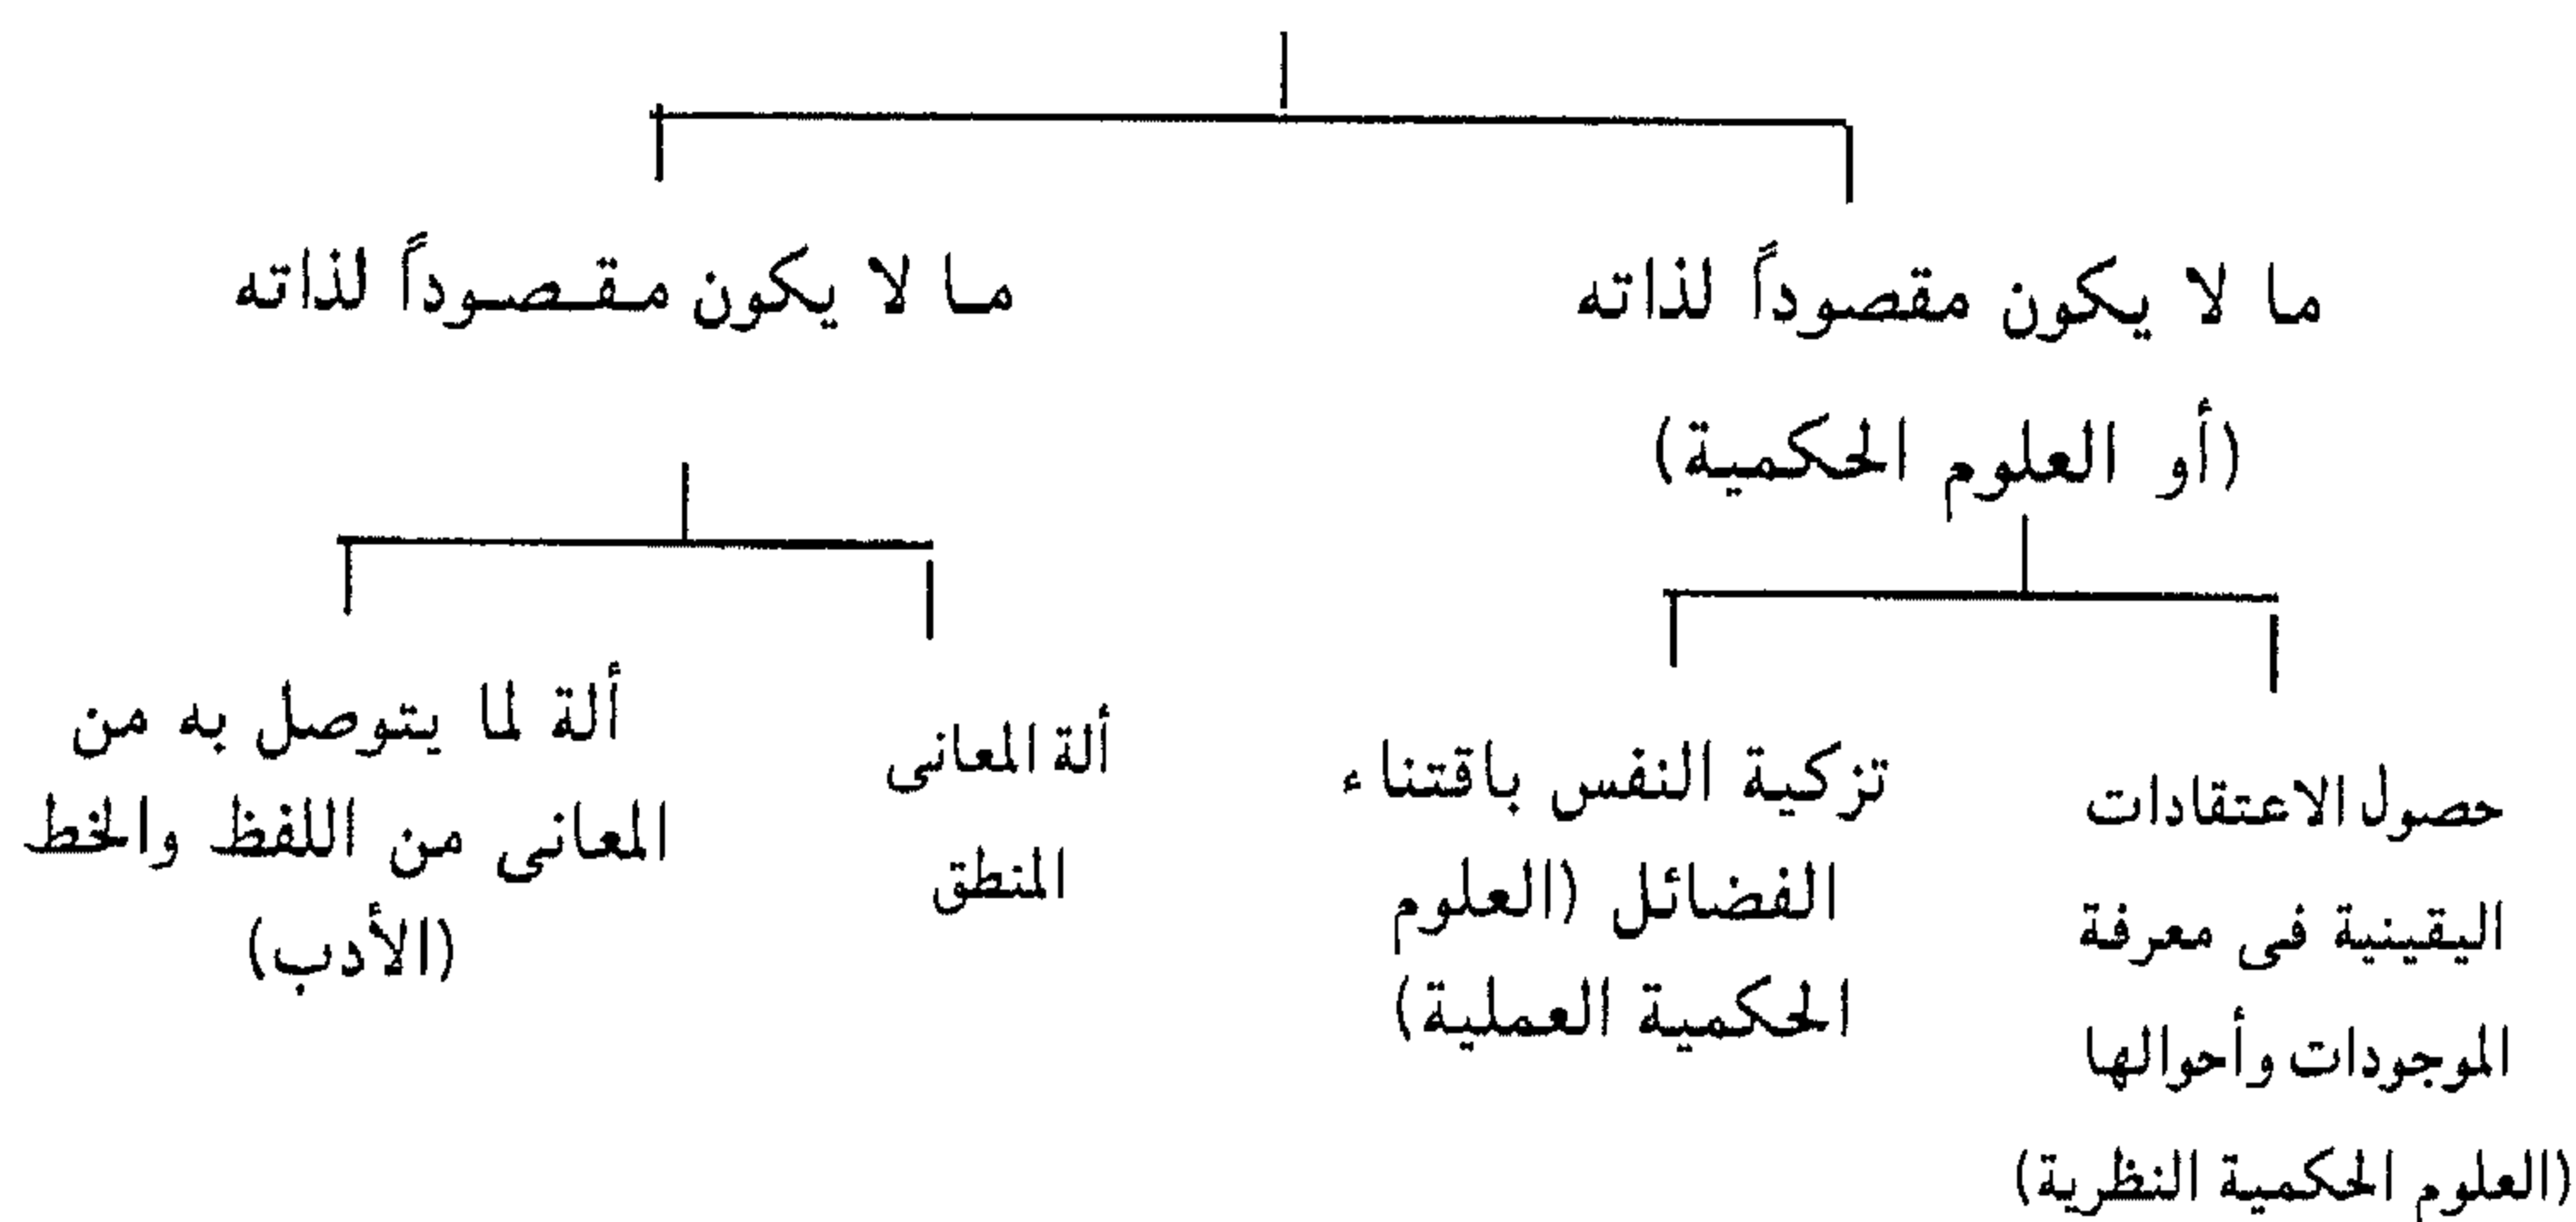 ما لا يكون مقصوداً لذاته
(أو العلوم الحكمية)
حصول الاعتقادات
اليقينية فى معرفة
الموجودات وأحوالها
(العلوم الحكمية النظرية)
تزكية النفس باقتناء
الفضائل (العلوم
الحكمية العملية)
ما لا يكون مقصوداً لذاته
ألة المعانى
المنطق
ألة لما يتوصل به من
المعانى من اللفظ والخط
(الأدب)